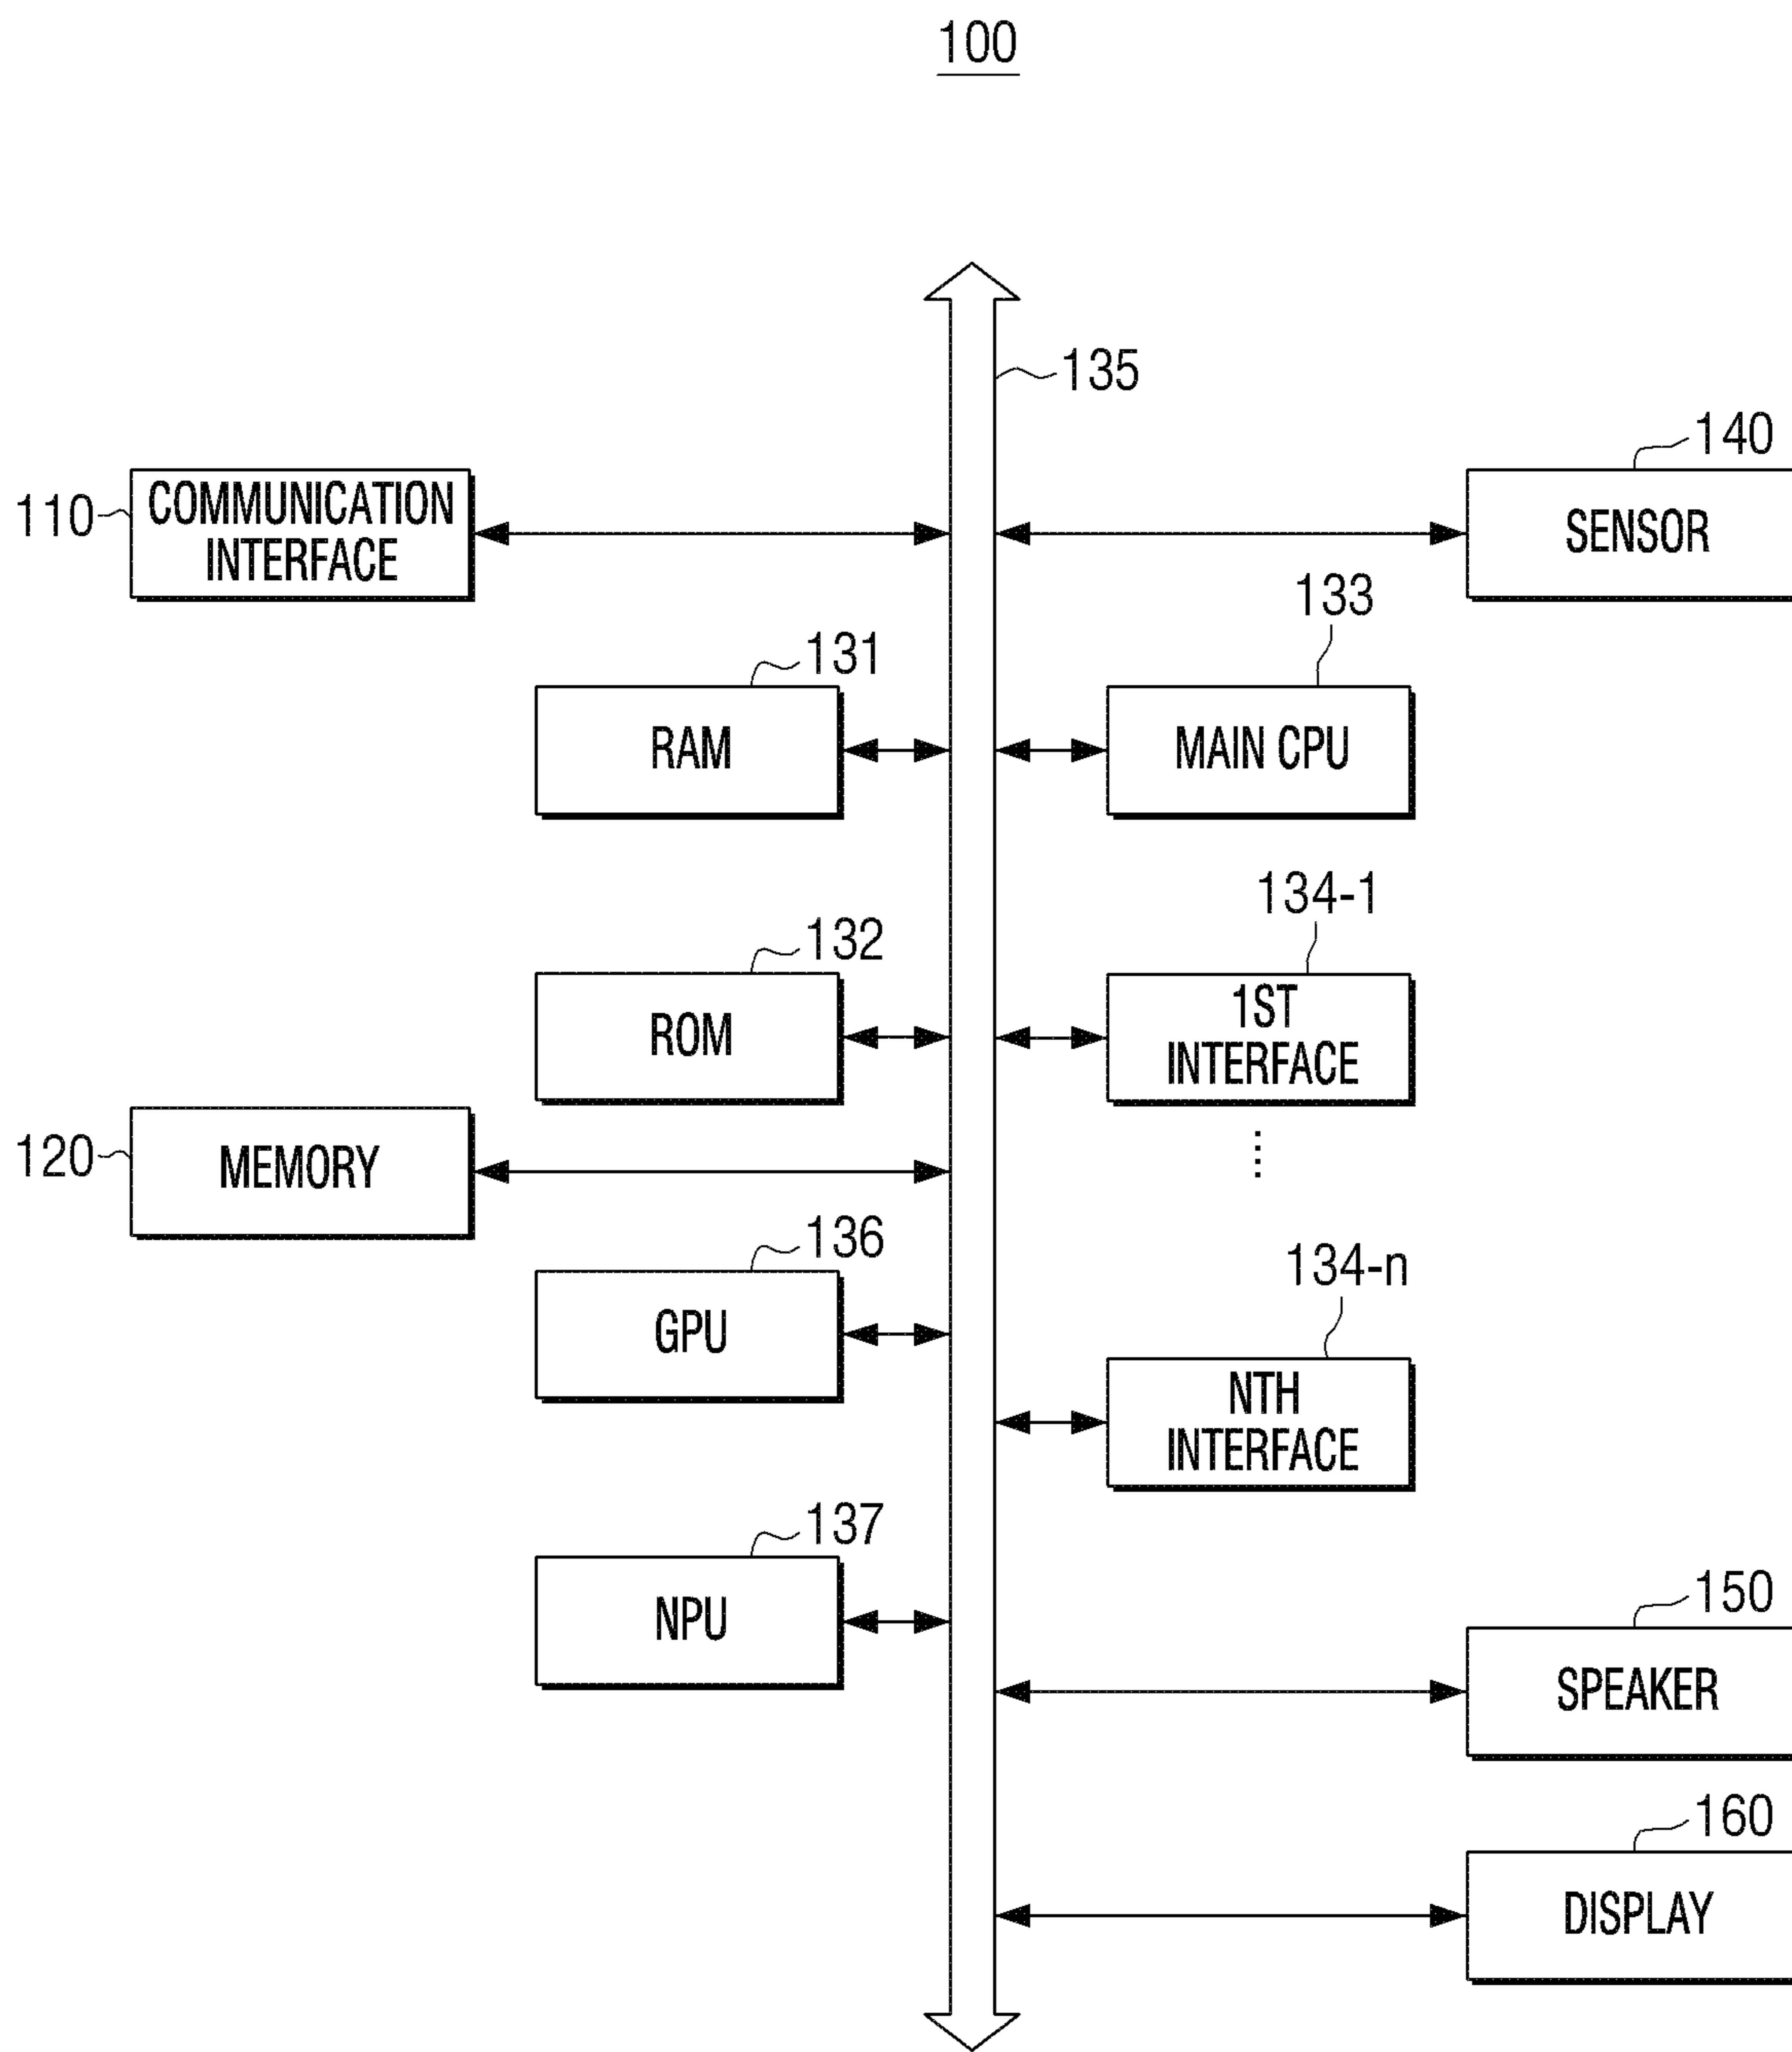 100
135
140
110
COMMUNICATION
INTERFACE
SENSOR
133
131
RAM
MAIN CPU
134-1
132
ROM
1ST
INTERFACE
120
MEMORY
136
GPU
134-n
NTH
INTERFACE
137
NPU
150
SPEAKER
160
DISPLAY